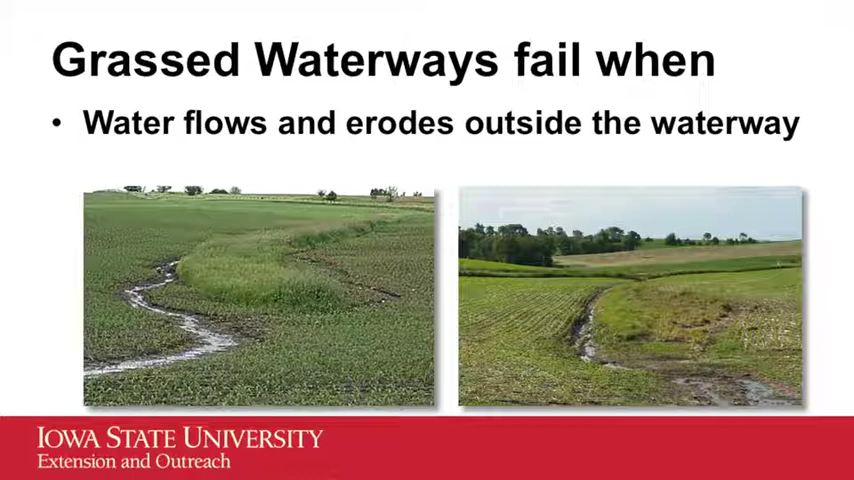 Grassed Waterways fail when
• Water flows and erodes outside the waterway
IOWA STATE UNIVERSITY
Extension and Outreach